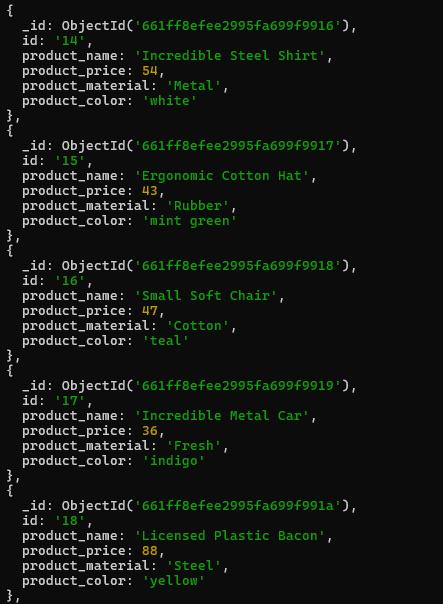 {
_id: ObjectId('661ff8efee2995fa699f9916'),
id: '14',
product_name: 'Incredible Steel Shirt',
product_price: 54,
product_material: 'Metal',
product_color: 'white'
},
{
_id: ObjectId('661ff8efee2995fa699f9917'),
id: '15',
product_name: 'Ergonomic Cotton Hat',
product_price: 43,
product_material: 'Rubber',
product_color: 'mint green'
},
{
_id: ObjectId('661ff8efee2995fa699f9918'),
id: '16',
product_name: 'Small Soft Chair',
product_price: 47,
product_material: 'Cotton',
product_color: 'teal'
},
{
_id: ObjectId('661ff8efee2995fa699f9919'),
id: '17',
product_name: 'Incredible Metal Car',
product_price: 36,
product_material: 'Fresh',
product_color: 'indigo'
},
{
_id: ObjectId('661ff8efee2995fa699f991a'),
id: '18',
product_name: 'Licensed Plastic Bacon',
product_price: 88,
product_material: 'Steel',
product_color: 'yellow'
},